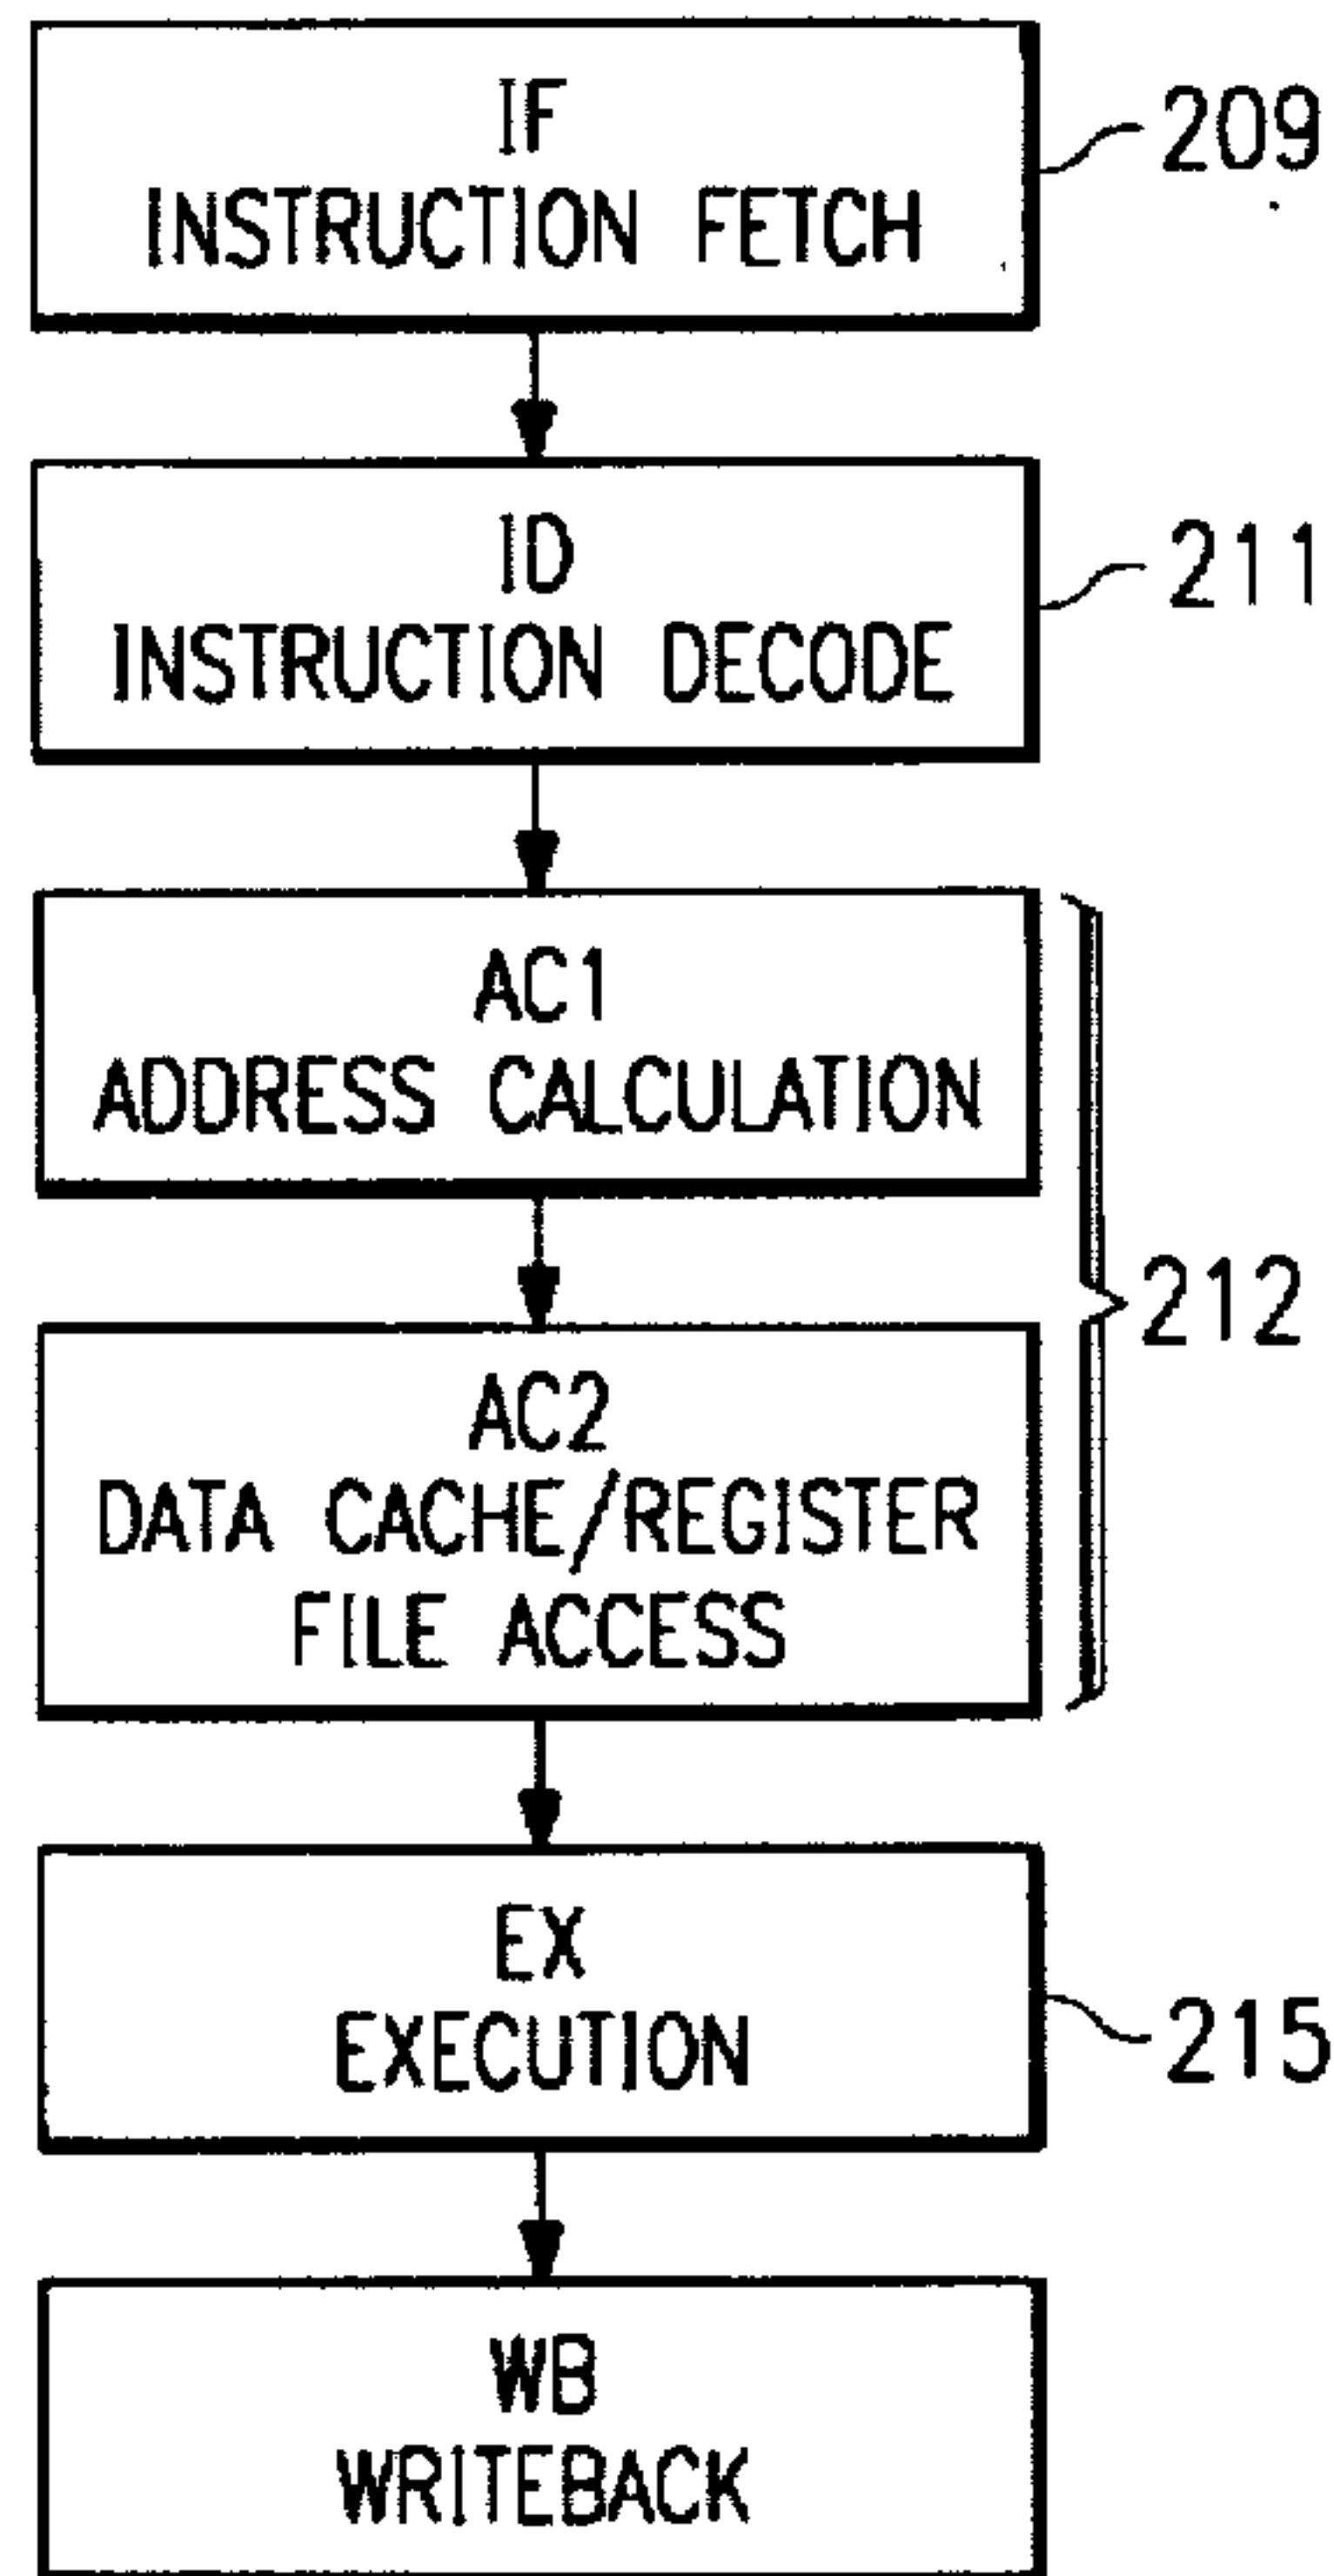 IF
INSTRUCTION FETCH
209
ID
INSTRUCTION DECODE
211
AC1
ADDRESS CALCULATION
212
AC2
DATA CACHE/REGISTER
FILE ACCESS
EX
EXECUTION
215
WB
WRITEBACK